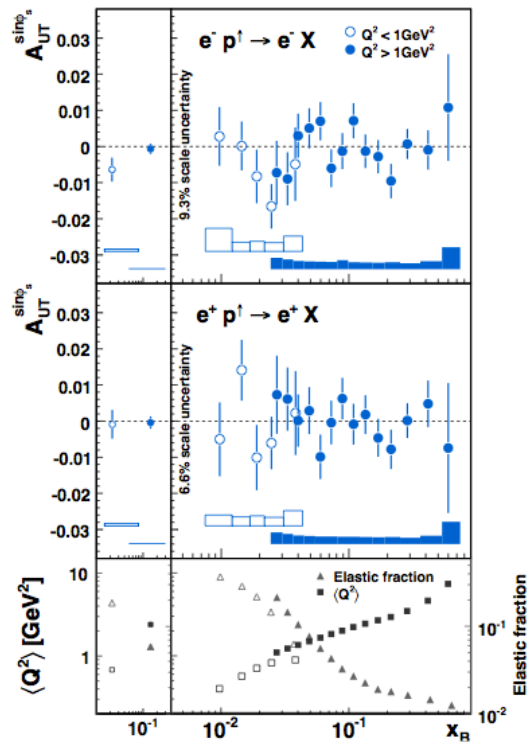 A_UT^sinφs
0.03
0.02
0.01
0
-0.01
-0.02
-0.03
9.3% scale uncertainty
e⁻ p↑ → e⁻ X
Q² < 1GeV²
Q² > 1GeV²
A_UT^sinφs
0.03
0.02
0.01
0
-0.01
-0.02
-0.03
6.6% scale uncertainty
e⁺ p↑ → e⁺ X
⟨Q²⟩ [GeV²]
10
1
Elastic fraction
⟨Q²⟩
10⁻¹
10⁻²
Elastic fraction
10⁻¹
10⁻²
10⁻¹
x_B